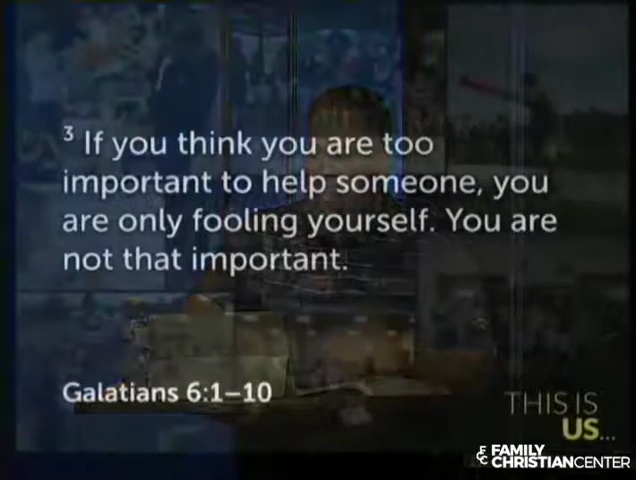 3 If you think you are too
important to help someone, you
are only fooling yourself. You are
not that important.
Galatians 6:1–10
THIS IS
US...
FC FAMILY
CHRISTIANCENTER